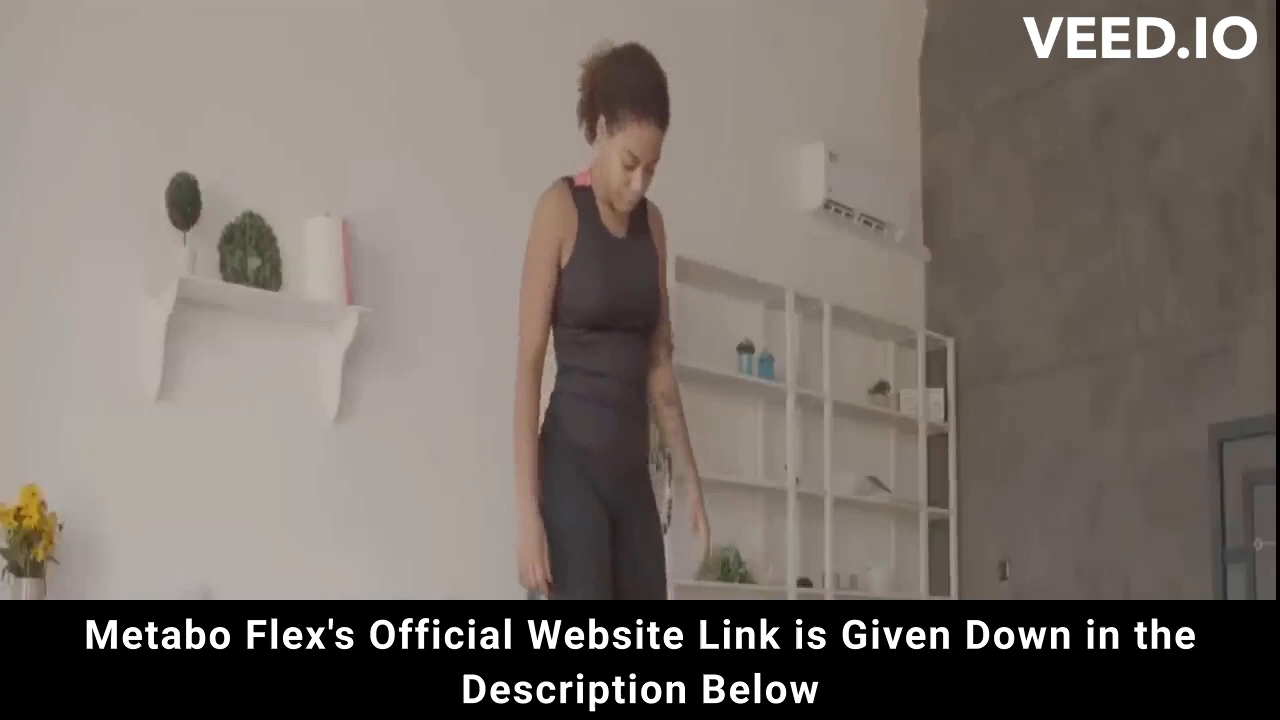 VEED.IO
Metabo Flex's Official Website Link is Given Down in the
Description Below